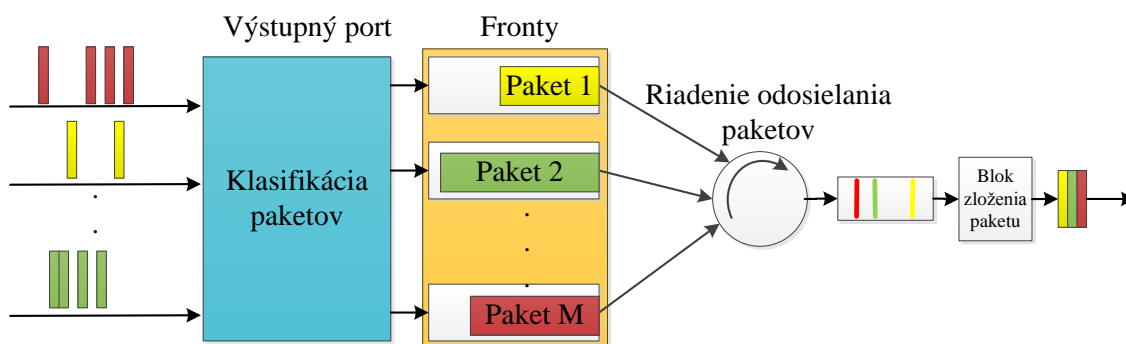 Výstupný port
Fronty
Klasifikácia
paketov
Paket 1
Paket 2
Paket M
Riadenie odosielania
paketov
Blok
zloženia
paketu